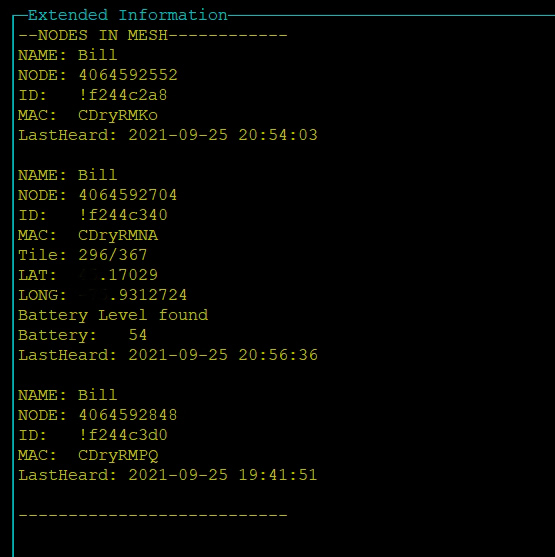 Extended Information
--NODES IN MESH------------
NAME: Bill
NODE: 4064592552
ID: !f244c2a8
MAC: CDryRMKo
LastHeard: 2021-09-25 20:54:03
NAME: Bill
NODE: 4064592704
ID: !f244c340
MAC: CDryRMNA
Tile: 296/367
LAT: .17029
LONG: .9312724
Battery Level found
Battery: 54
LastHeard: 2021-09-25 20:56:36
NAME: Bill
NODE: 4064592848
ID: !f244c3d0
MAC: CDryRMPQ
LastHeard: 2021-09-25 19:41:51
---------------------------